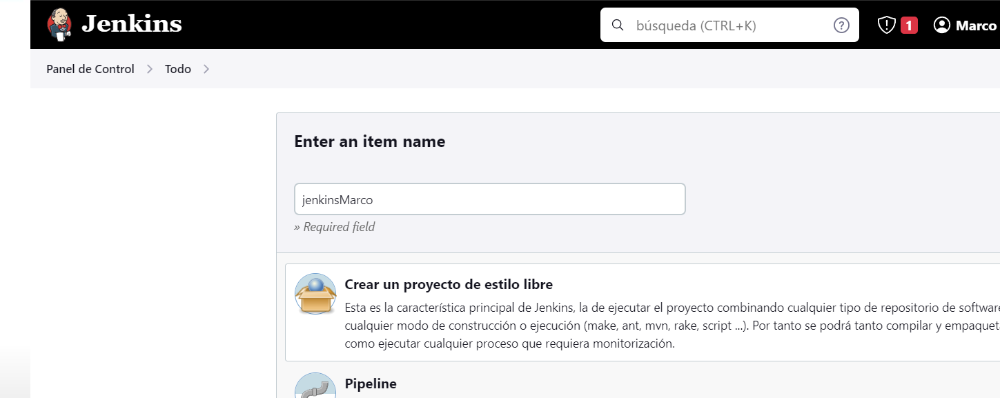 Jenkins
búsqueda (CTRL+K)
?
1
Marco
Panel de Control > Todo >
Enter an item name
jenkinsMarco
» Required field
Crear un proyecto de estilo libre
Esta es la característica principal de Jenkins, la de ejecutar el proyecto combinando cualquier tipo de repositorio de software
cualquier modo de construcción o ejecución (make, ant, mvn, rake, script ...). Por tanto se podrá tanto compilar y empaqueta
como ejecutar cualquier proceso que requiera monitorización.
Pipeline